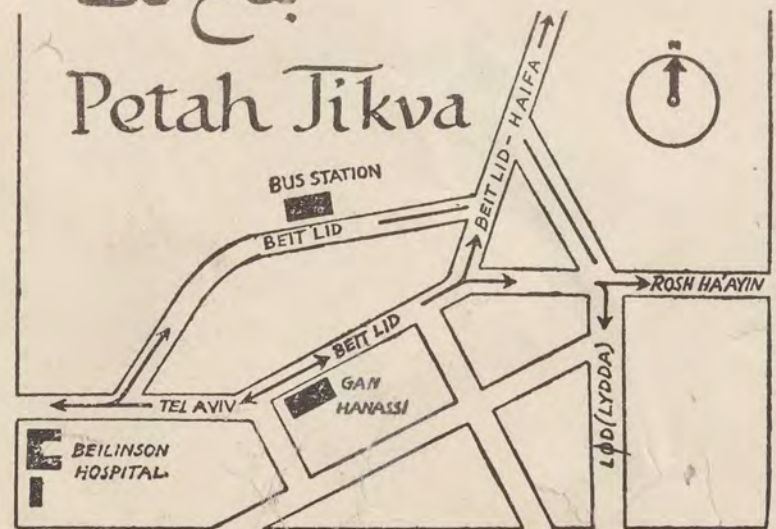 Petah Tikva
N
BEIT LID - HAIFA
BUS STATION
BEIT LID
ROSH HA'AYIN
BEIT LID
GAN
HANASSI
TEL AVIV
LOD (LYDDA)
BEILINSON
HOSPITAL